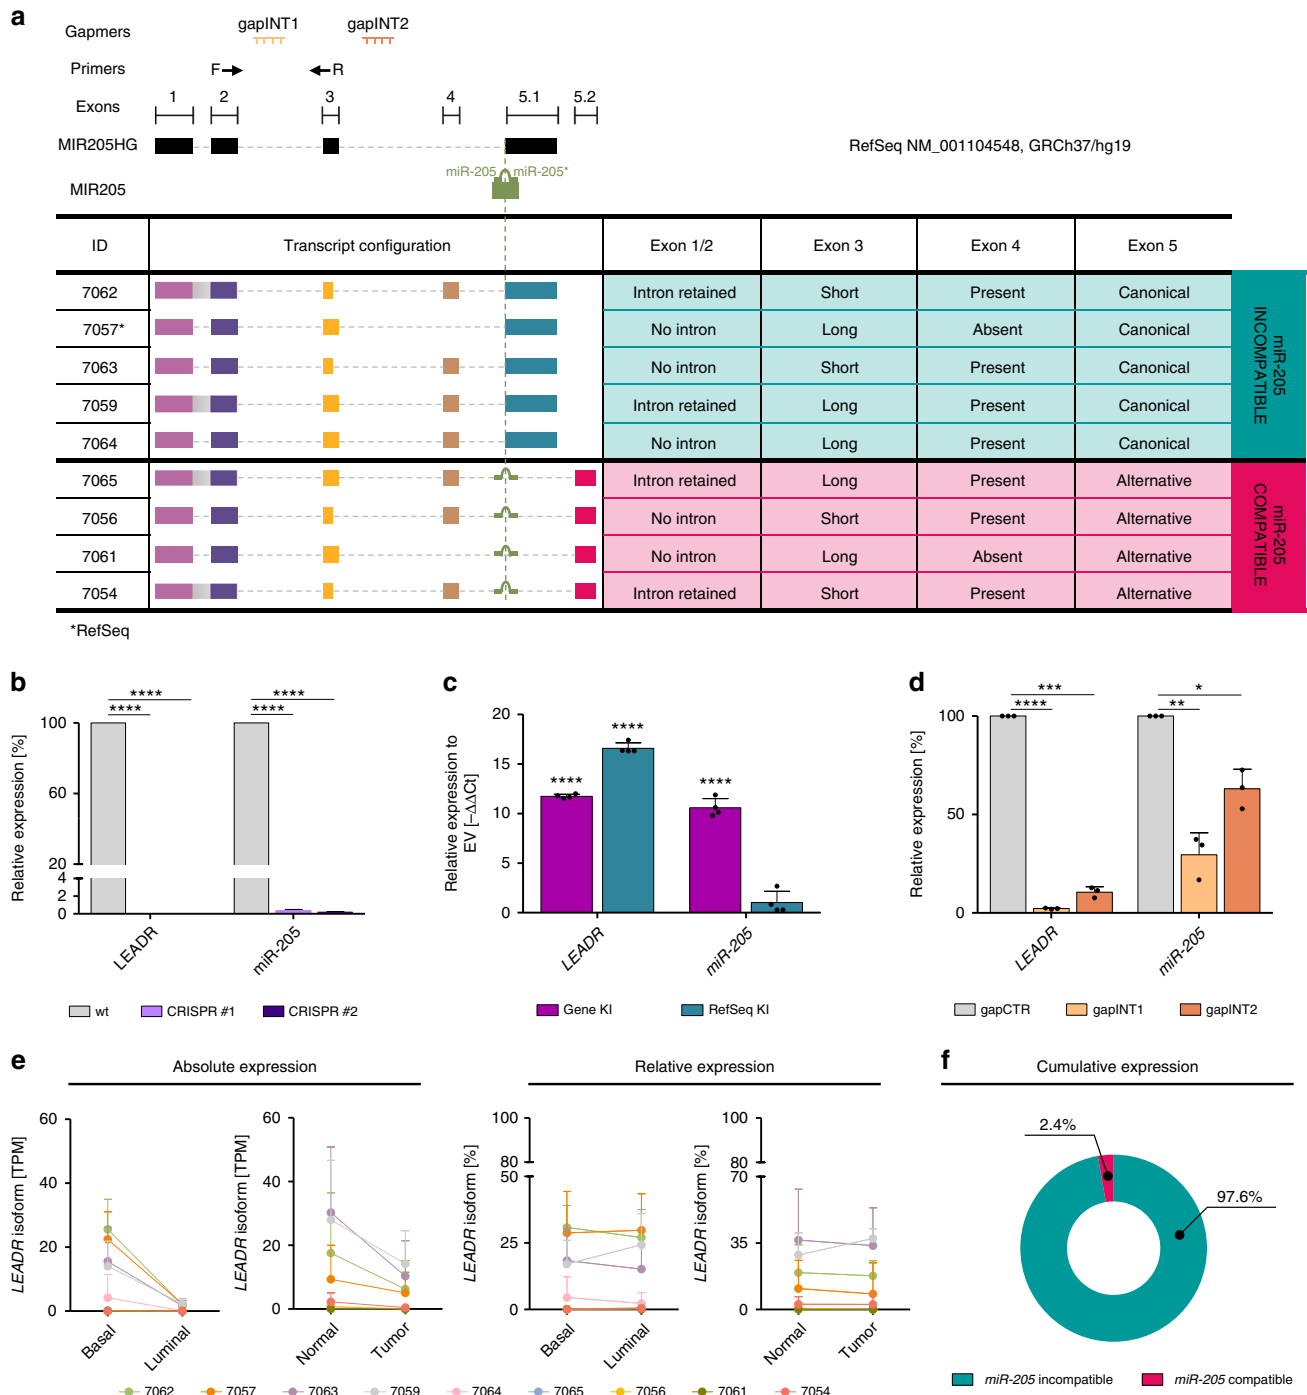 a
Gapmers gapINT1 gapINT2
Primers F R
Exons 1 2 3 4 5.1 5.2
MIR205HG RefSeq NM_001104548, GRCh37/hg19
miR-205 miR-205*
MIR205
ID Transcript configuration Exon 1/2 Exon 3 Exon 4 Exon 5
7062 Intron retained Short Present Canonical
7057* No intron Long Absent Canonical
7063 No intron Short Present Canonical
7059 Intron retained Long Present Canonical
7064 No intron Long Present Canonical
miR-205
INCOMPATIBLE
7065 Intron retained Long Present Alternative
7056 No intron Short Present Alternative
7061 No intron Long Absent Alternative
7054 Intron retained Short Present Alternative
miR-205
COMPATIBLE
*RefSeq
b
Relative expression [%]
100
60
20
4
2
0
**** ****
**** ****
LEADR miR-205
wt CRISPR #1 CRISPR #2
c
Relative expression to
EV [−ΔΔCt]
20
15
10
5
0
**** **** ****
LEADR miR-205
Gene KI RefSeq KI
d
Relative expression [%]
100
50
0
*** *
**** **
LEADR miR-205
gapCTR gapINT1 gapINT2
e
Absolute expression Relative expression
LEADR isoform [TPM]
60
40
20
0
Basal Luminal
LEADR isoform [TPM]
60
40
20
0
Normal Tumor
LEADR isoform [%]
100
80
50
25
0
Basal Luminal
LEADR isoform [%]
100
80
70
35
0
Normal Tumor
7062 7057 7063 7059 7064 7065 7056 7061 7054
f
Cumulative expression
2.4%
97.6%
miR-205 incompatible miR-205 compatible